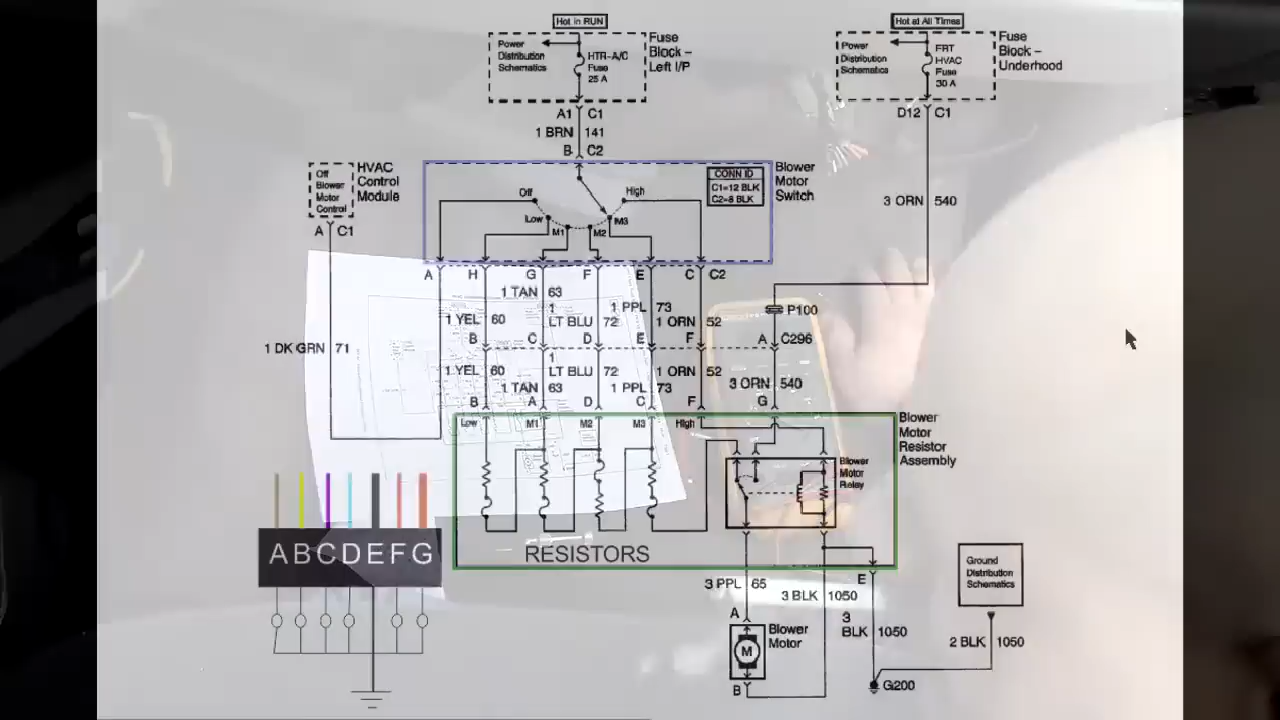 Hot in RUN
Hot at All Times
Power
Distribution
Schematics
HTR-A/C
Fuse
25 A
Fuse
Block –
Left I/P
Power
Distribution
Schematics
FRT
HVAC
Fuse
30 A
Fuse
Block –
Underhood
A1 C1
1 BRN 141
B C2
D12 C1
3 ORN 540
Off
Blower
Motor
Control
HVAC
Control
Module
A C1
1 DK GRN 71
Off
Low
M1
M2
M3
High
CONN ID
C1=12 BLK
C2=8 BLK
Blower
Motor
Switch
A H G F E C C2
1 TAN 63
1 PPL 73
1 YEL 60
1
LT BLU 72
1 ORN 52
B C D E F
P100
A C296
1 YEL 60
1
LT BLU 72
1 ORN 52
1 TAN 63
1 PPL 73
3 ORN 540
B A D C F G
Low M1 M2 M3 High
Blower
Motor
Relay
Blower
Motor
Resistor
Assembly
RESISTORS
ABCDEFG
3 PPL 65
3 BLK 1050
E
3
BLK 1050
A
M
Blower
Motor
B
Ground
Distribution
Schematics
2 BLK 1050
G200